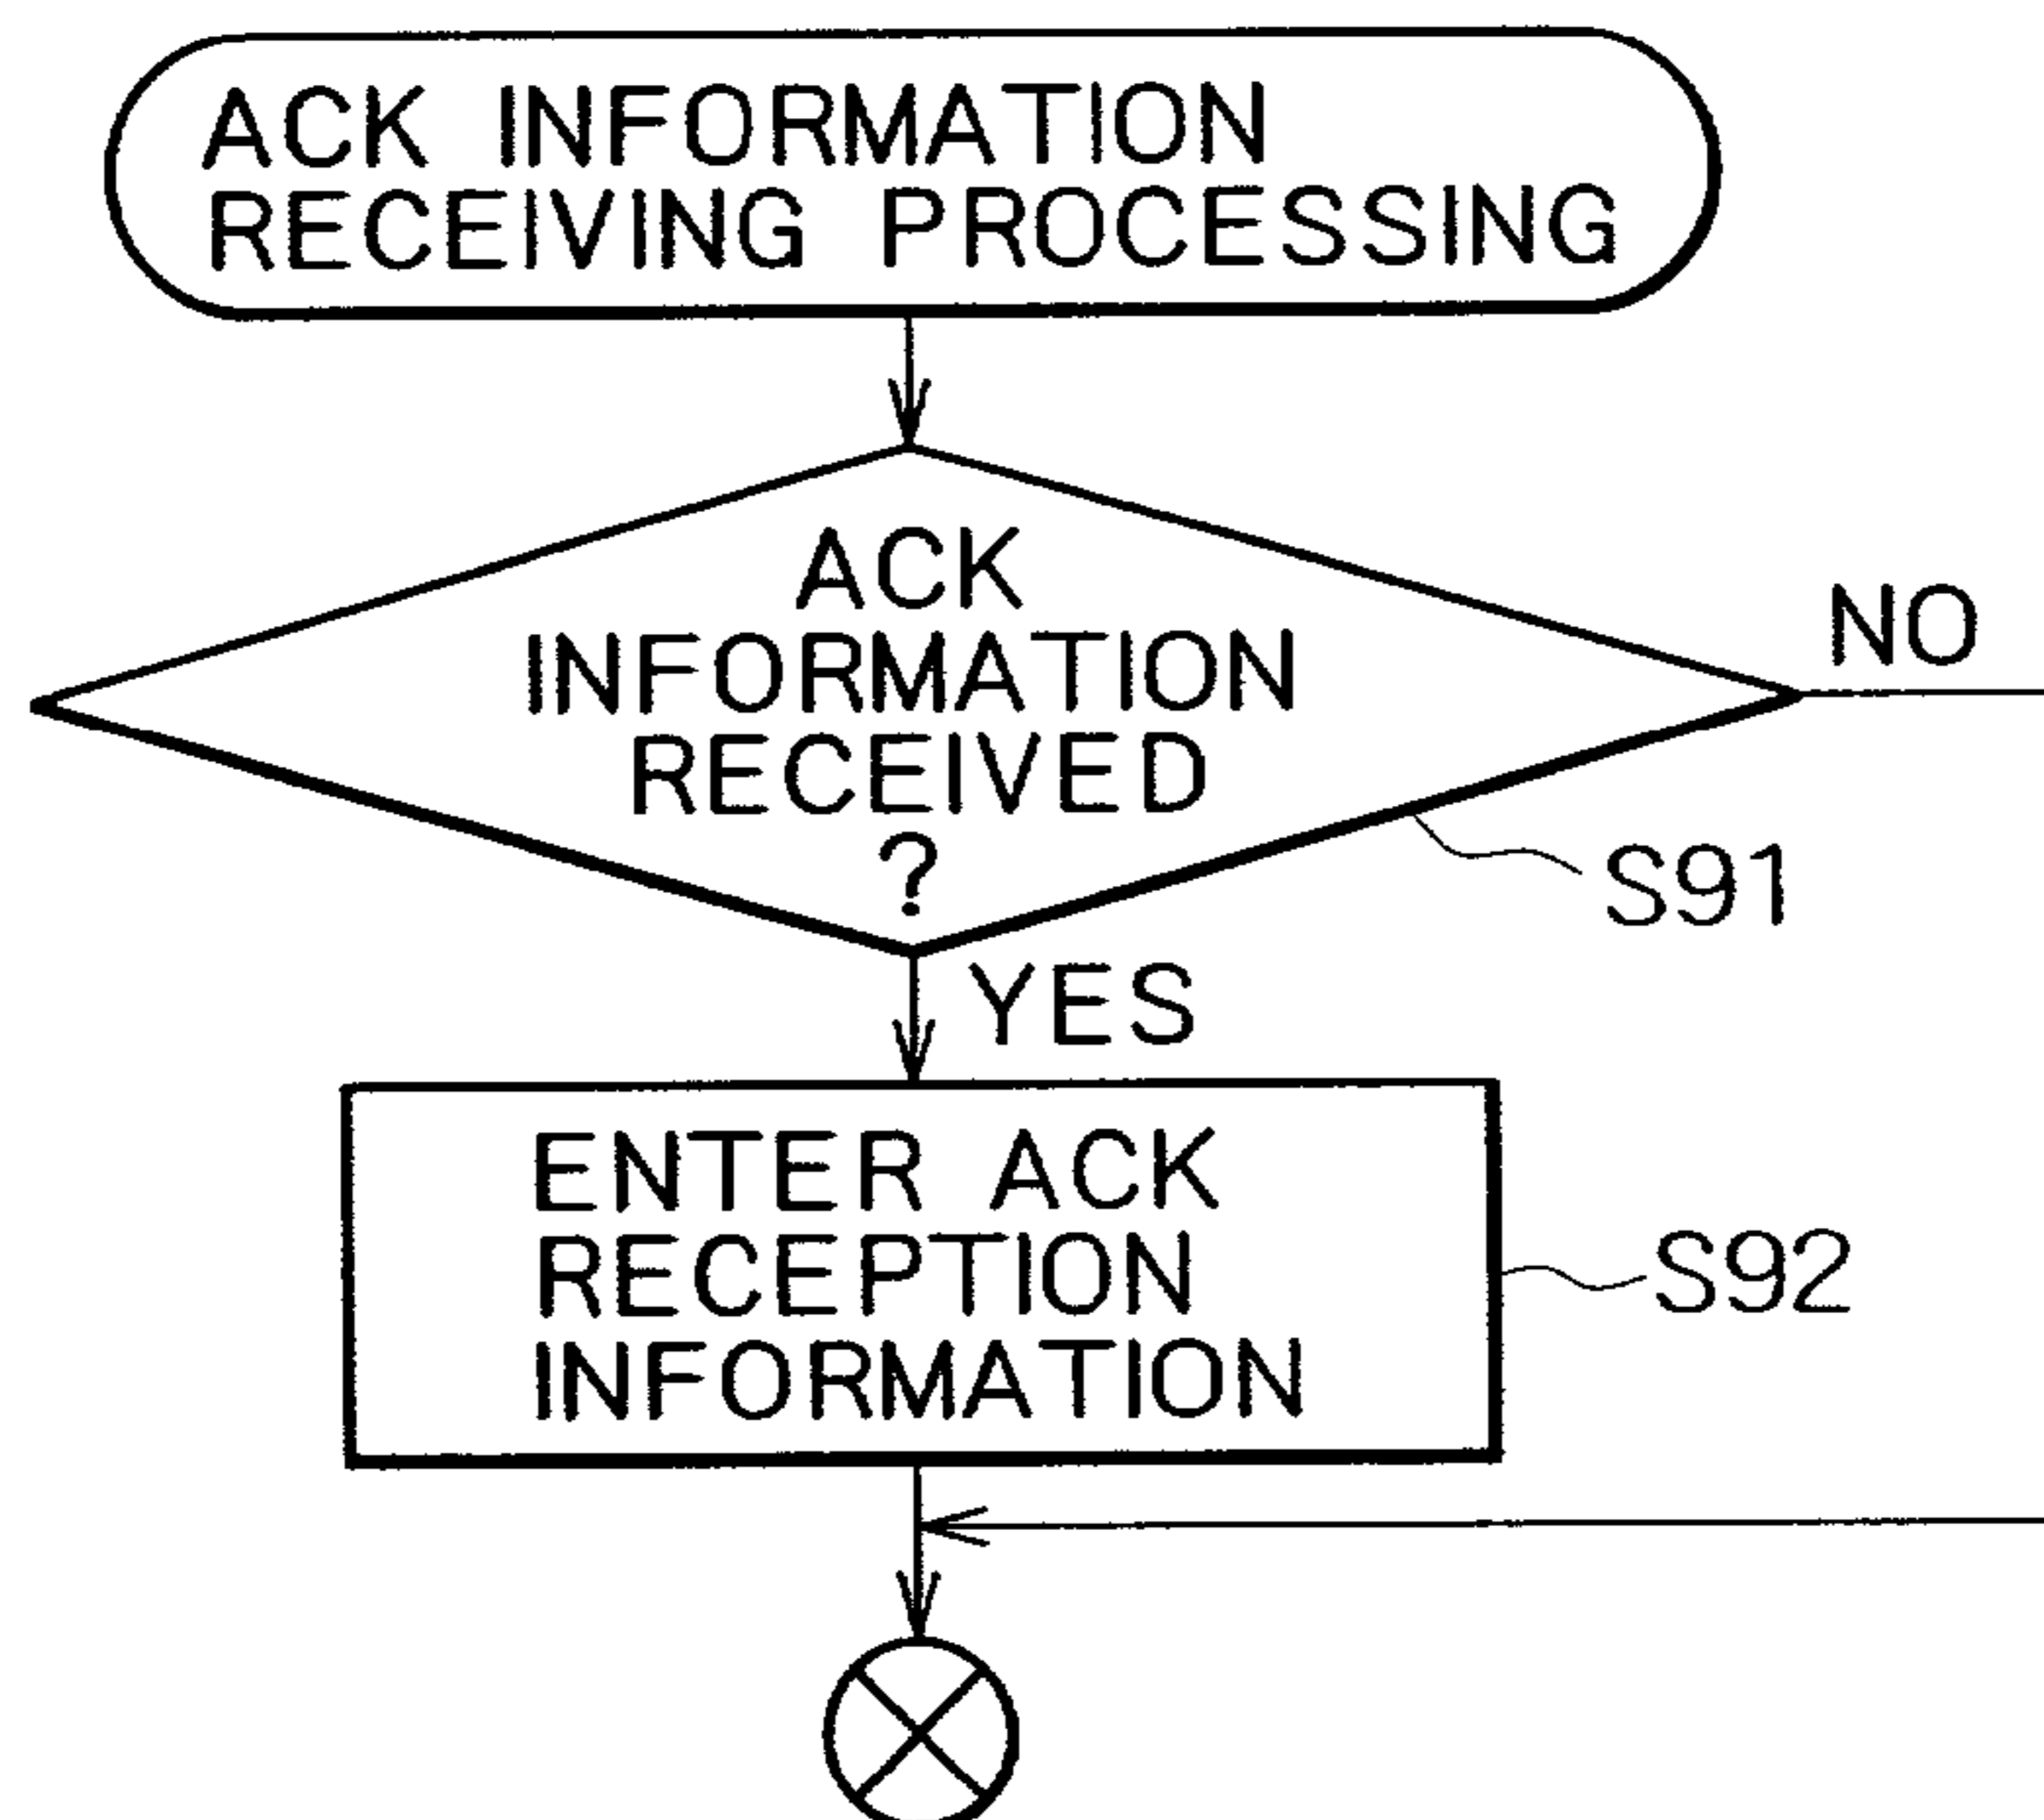 ACK INFORMATION
RECEIVING PROCESSING
ACK
INFORMATION
RECEIVED
?
NO
S91
YES
ENTER ACK
RECEPTION
INFORMATION
S92